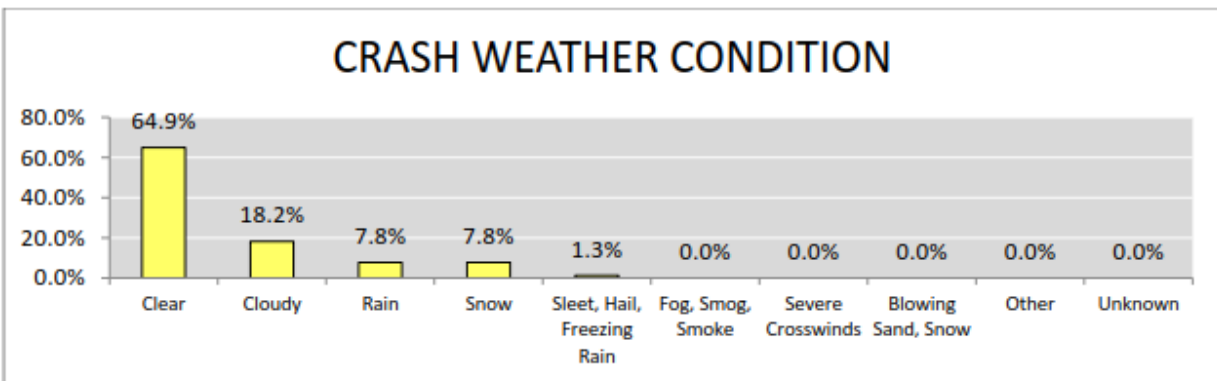 CRASH WEATHER CONDITION
80.0%
60.0%
40.0%
20.0%
0.0%
64.9%
18.2%
7.8%
7.8%
1.3%
0.0%
0.0%
0.0%
0.0%
0.0%
Clear
Cloudy
Rain
Snow
Sleet, Hail,
Freezing
Rain
Fog, Smog,
Smoke
Severe
Crosswinds
Blowing
Sand, Snow
Other
Unknown